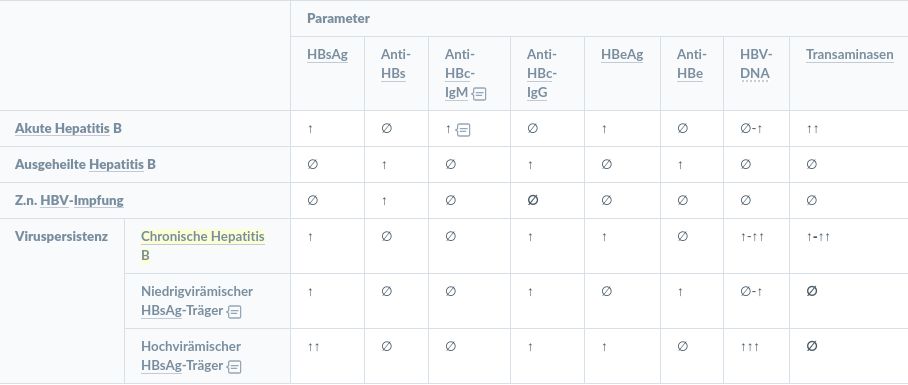 Parameter
HBsAg Anti-HBs Anti-HBc-IgM Anti-HBc-IgG HBeAg Anti-HBe HBV-DNA Transaminasen
Akute Hepatitis B ↑ ∅ ↑ ∅ ↑ ∅ ∅-↑ ↑↑
Ausgeheilte Hepatitis B ∅ ↑ ∅ ↑ ∅ ↑ ∅ ∅
Z.n. HBV-Impfung ∅ ↑ ∅ ∅ ∅ ∅ ∅ ∅
Viruspersistenz Chronische Hepatitis B ↑ ∅ ∅ ↑ ↑ ∅ ↑-↑↑ ↑-↑↑
Niedrigvirämischer HBsAg-Träger ↑ ∅ ∅ ↑ ∅ ↑ ∅-↑ ∅
Hochvirämischer HBsAg-Träger ↑↑ ∅ ∅ ↑ ↑ ∅ ↑↑↑ ∅